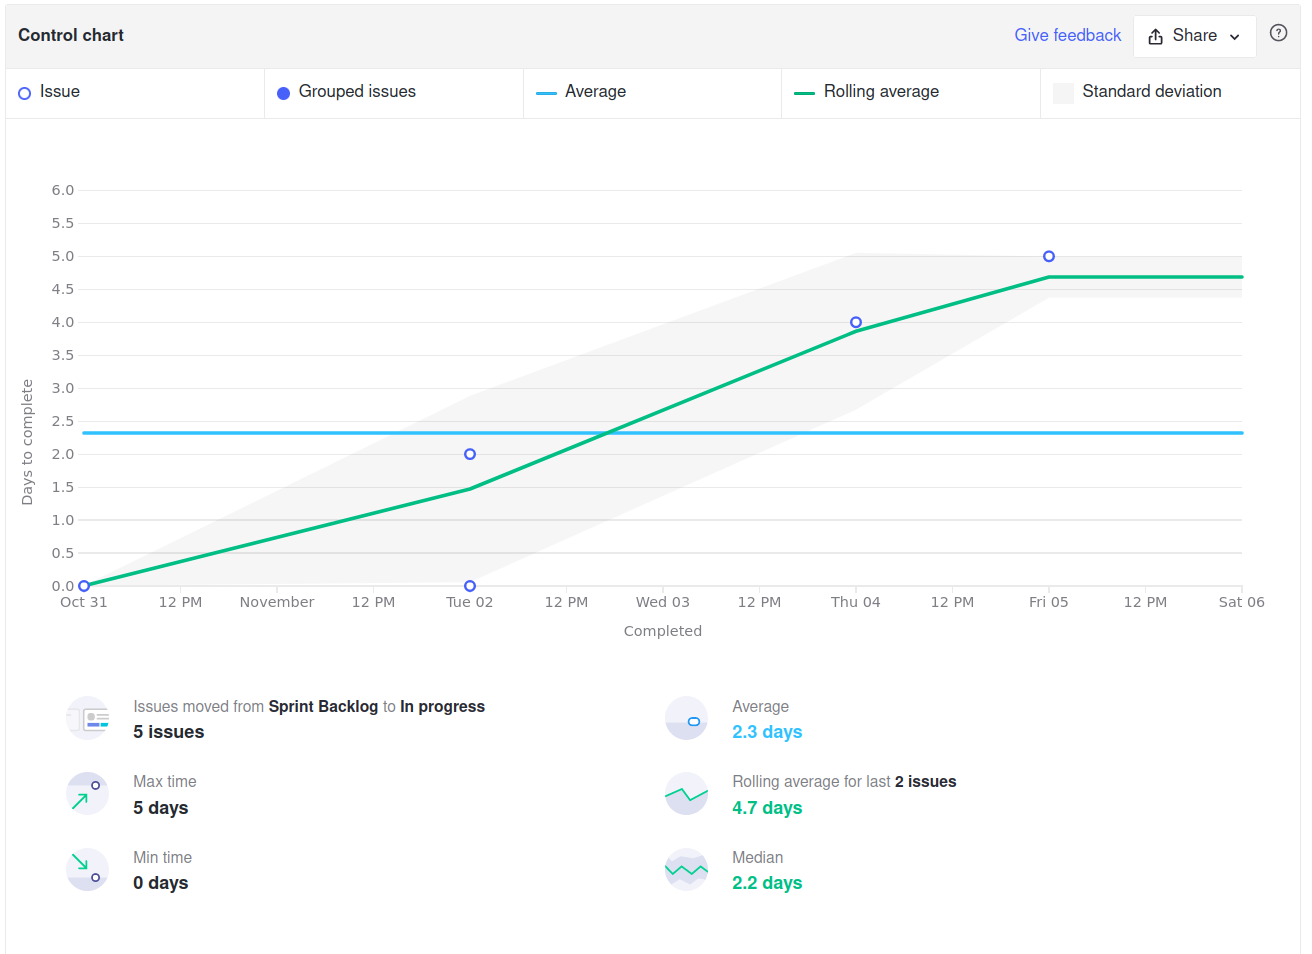 Control chart
Give feedback
Share
?
Issue
Grouped issues
Average
Rolling average
Standard deviation
6.0
5.5
5.0
4.5
4.0
3.5
3.0
2.5
2.0
1.5
1.0
0.5
0.0
Days to complete
Oct 31 12 PM November 12 PM Tue 02 12 PM Wed 03 12 PM Thu 04 12 PM Fri 05 12 PM Sat 06
Completed
Issues moved from Sprint Backlog to In progress
5 issues
Average
2.3 days
Max time
5 days
Rolling average for last 2 issues
4.7 days
Min time
0 days
Median
2.2 days